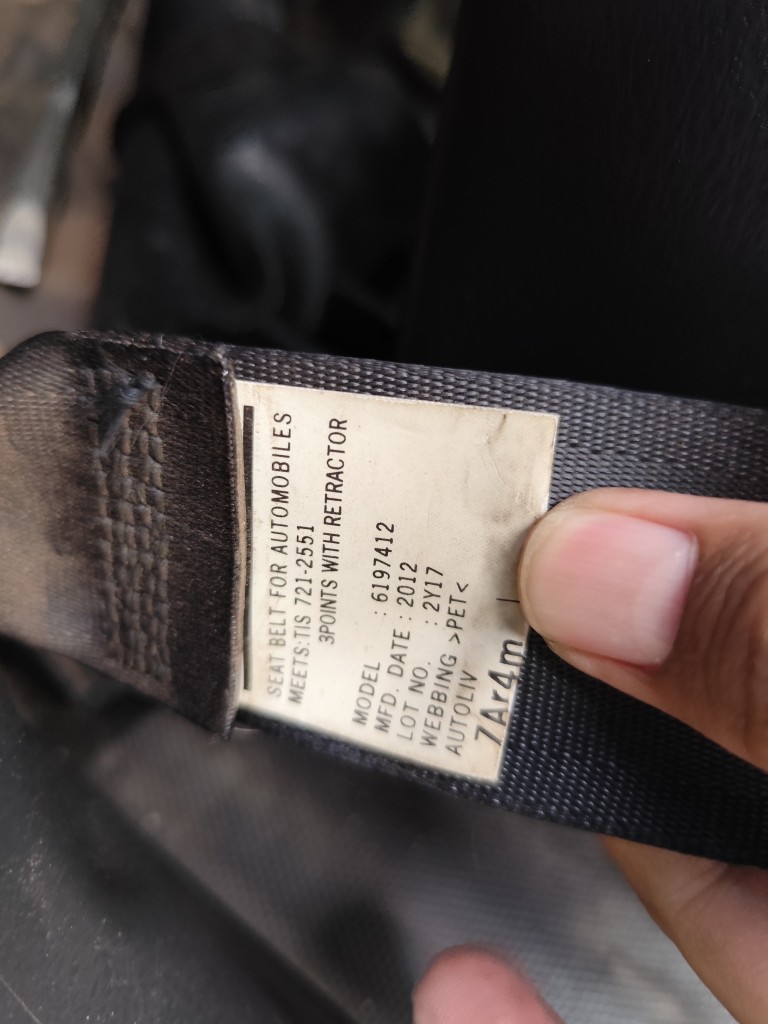 SEAT BELT FOR AUTOMOBILES
MEETS:TIS 721-2551
3POINTS WITH RETRACTOR
MODEL : 6197412
MFD. DATE : 2012
LOT NO. : 2Y17
WEBBING >PET<
AUTOLIV
7Ar4m